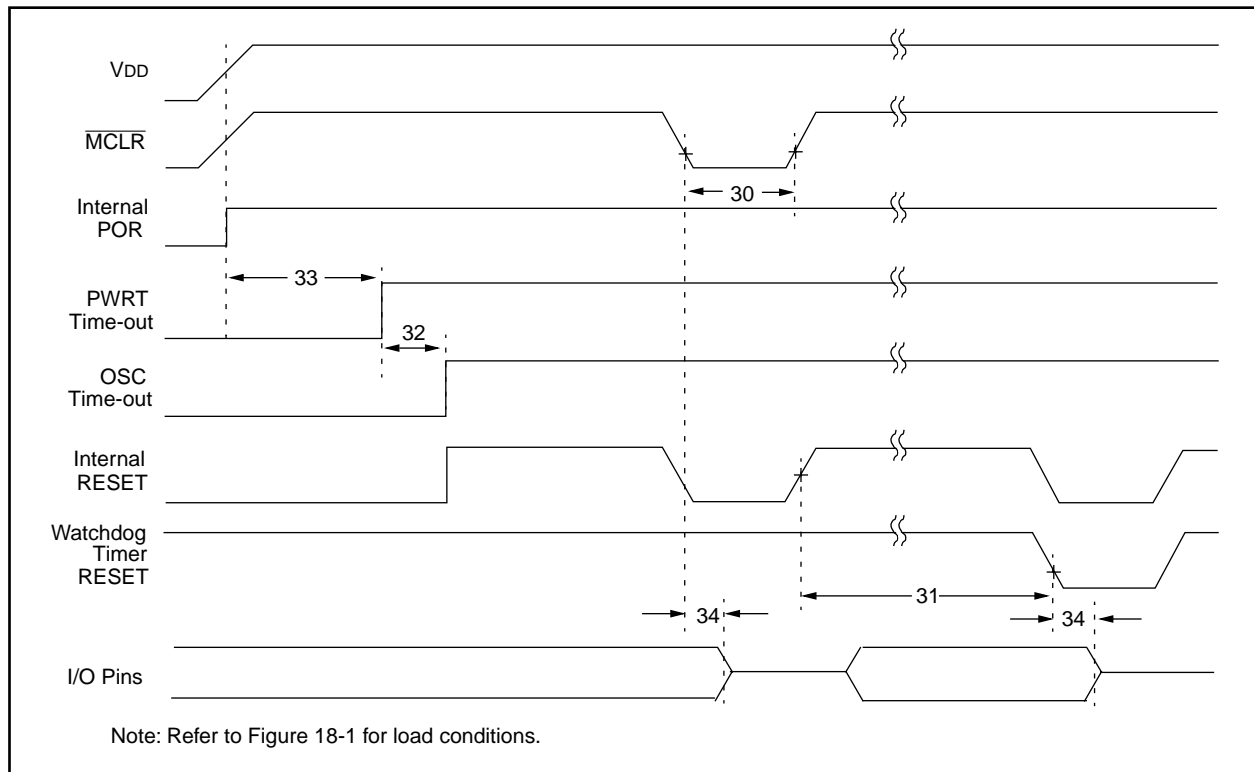 VDD
MCLR
30
Internal
POR
33
PWRT
Time-out
32
OSC
Time-out
Internal
RESET
Watchdog
Timer
RESET
31
34
34
I/O Pins
Note: Refer to Figure 18-1 for load conditions.